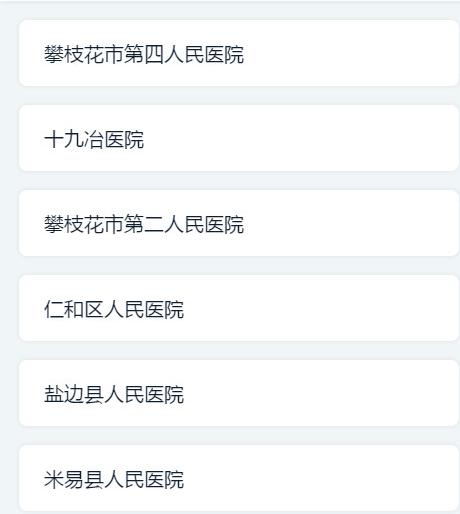 攀枝花市第四人民医院
十九冶医院
攀枝花市第二人民医院
仁和区人民医院
盐边县人民医院
米易县人民医院